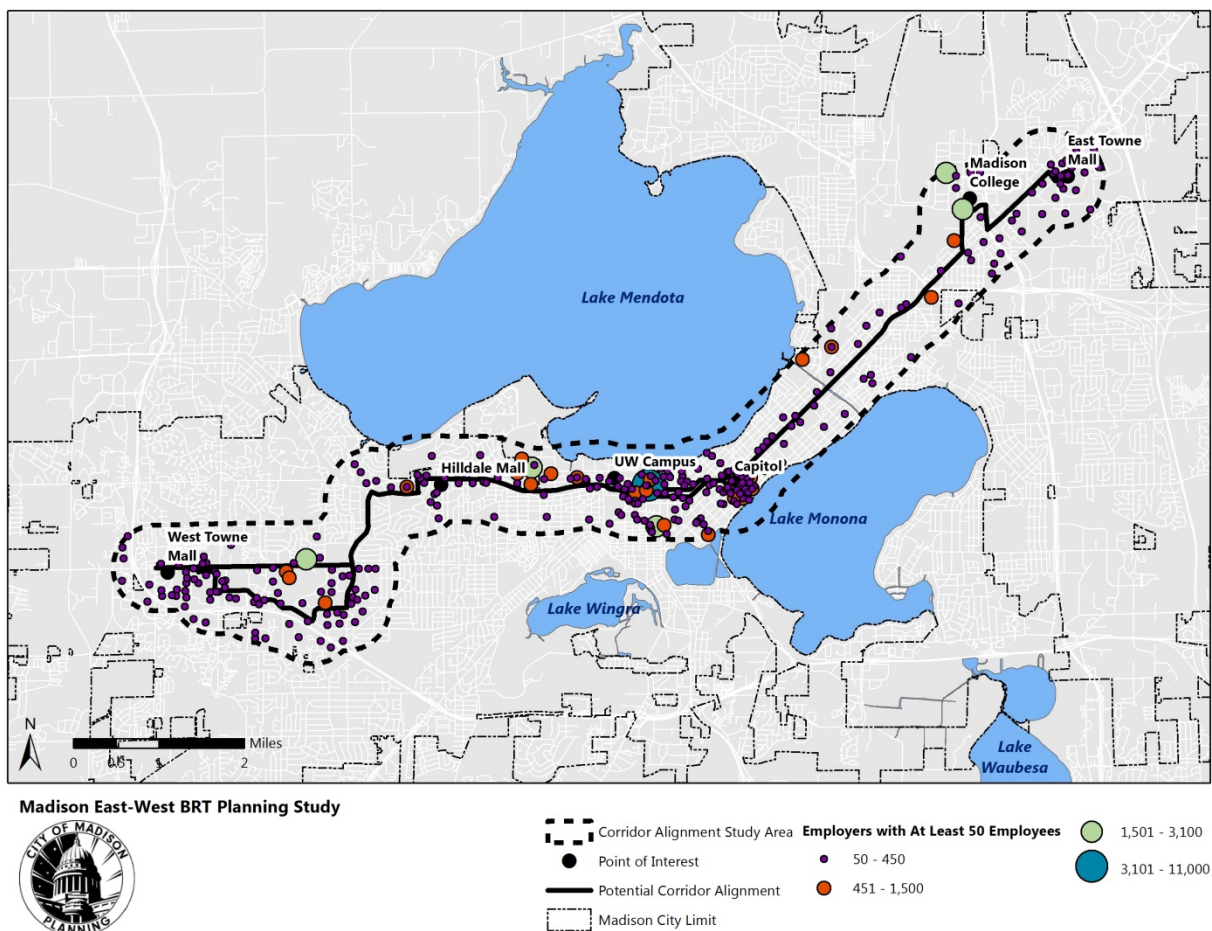 East Towne
Mall
Madison
College
Lake Mendota
Hilldale Mall
UW Campus
Capitol
Lake Monona
West Towne
Mall
Lake Wingra
N
Miles
0 0.5 1 2
Lake
Waubesa
Madison East-West BRT Planning Study
CITY OF MADISON
PLANNING
Corridor Alignment Study Area
Point of Interest
Potential Corridor Alignment
Madison City Limit
Employers with At Least 50 Employees
50 - 450
451 - 1,500
1,501 - 3,100
3,101 - 11,000